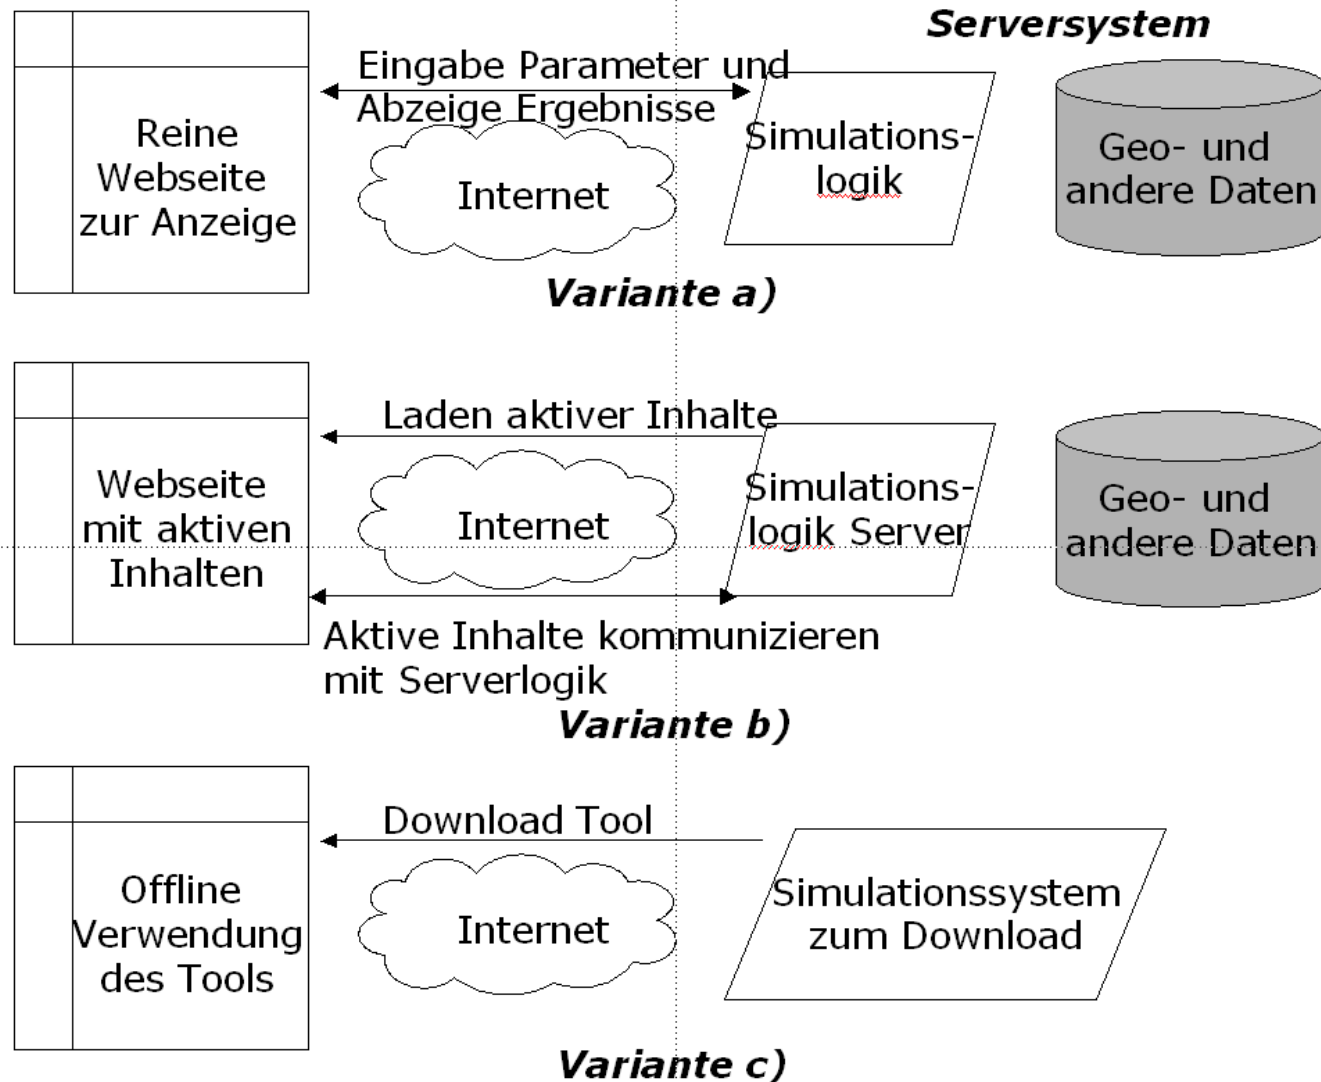 Serversystem
Eingabe Parameter und
Abzeige Ergebnisse
Reine
Webseite
zur Anzeige
Internet
Simulations-
logik
Geo- und
andere Daten
Variante a)
Laden aktiver Inhalte
Webseite
mit aktiven
Inhalten
Internet
Simulations-
logik Server
Geo- und
andere Daten
Aktive Inhalte kommunizieren
mit Serverlogik
Variante b)
Download Tool
Offline
Verwendung
des Tools
Internet
Simulationssystem
zum Download
Variante c)